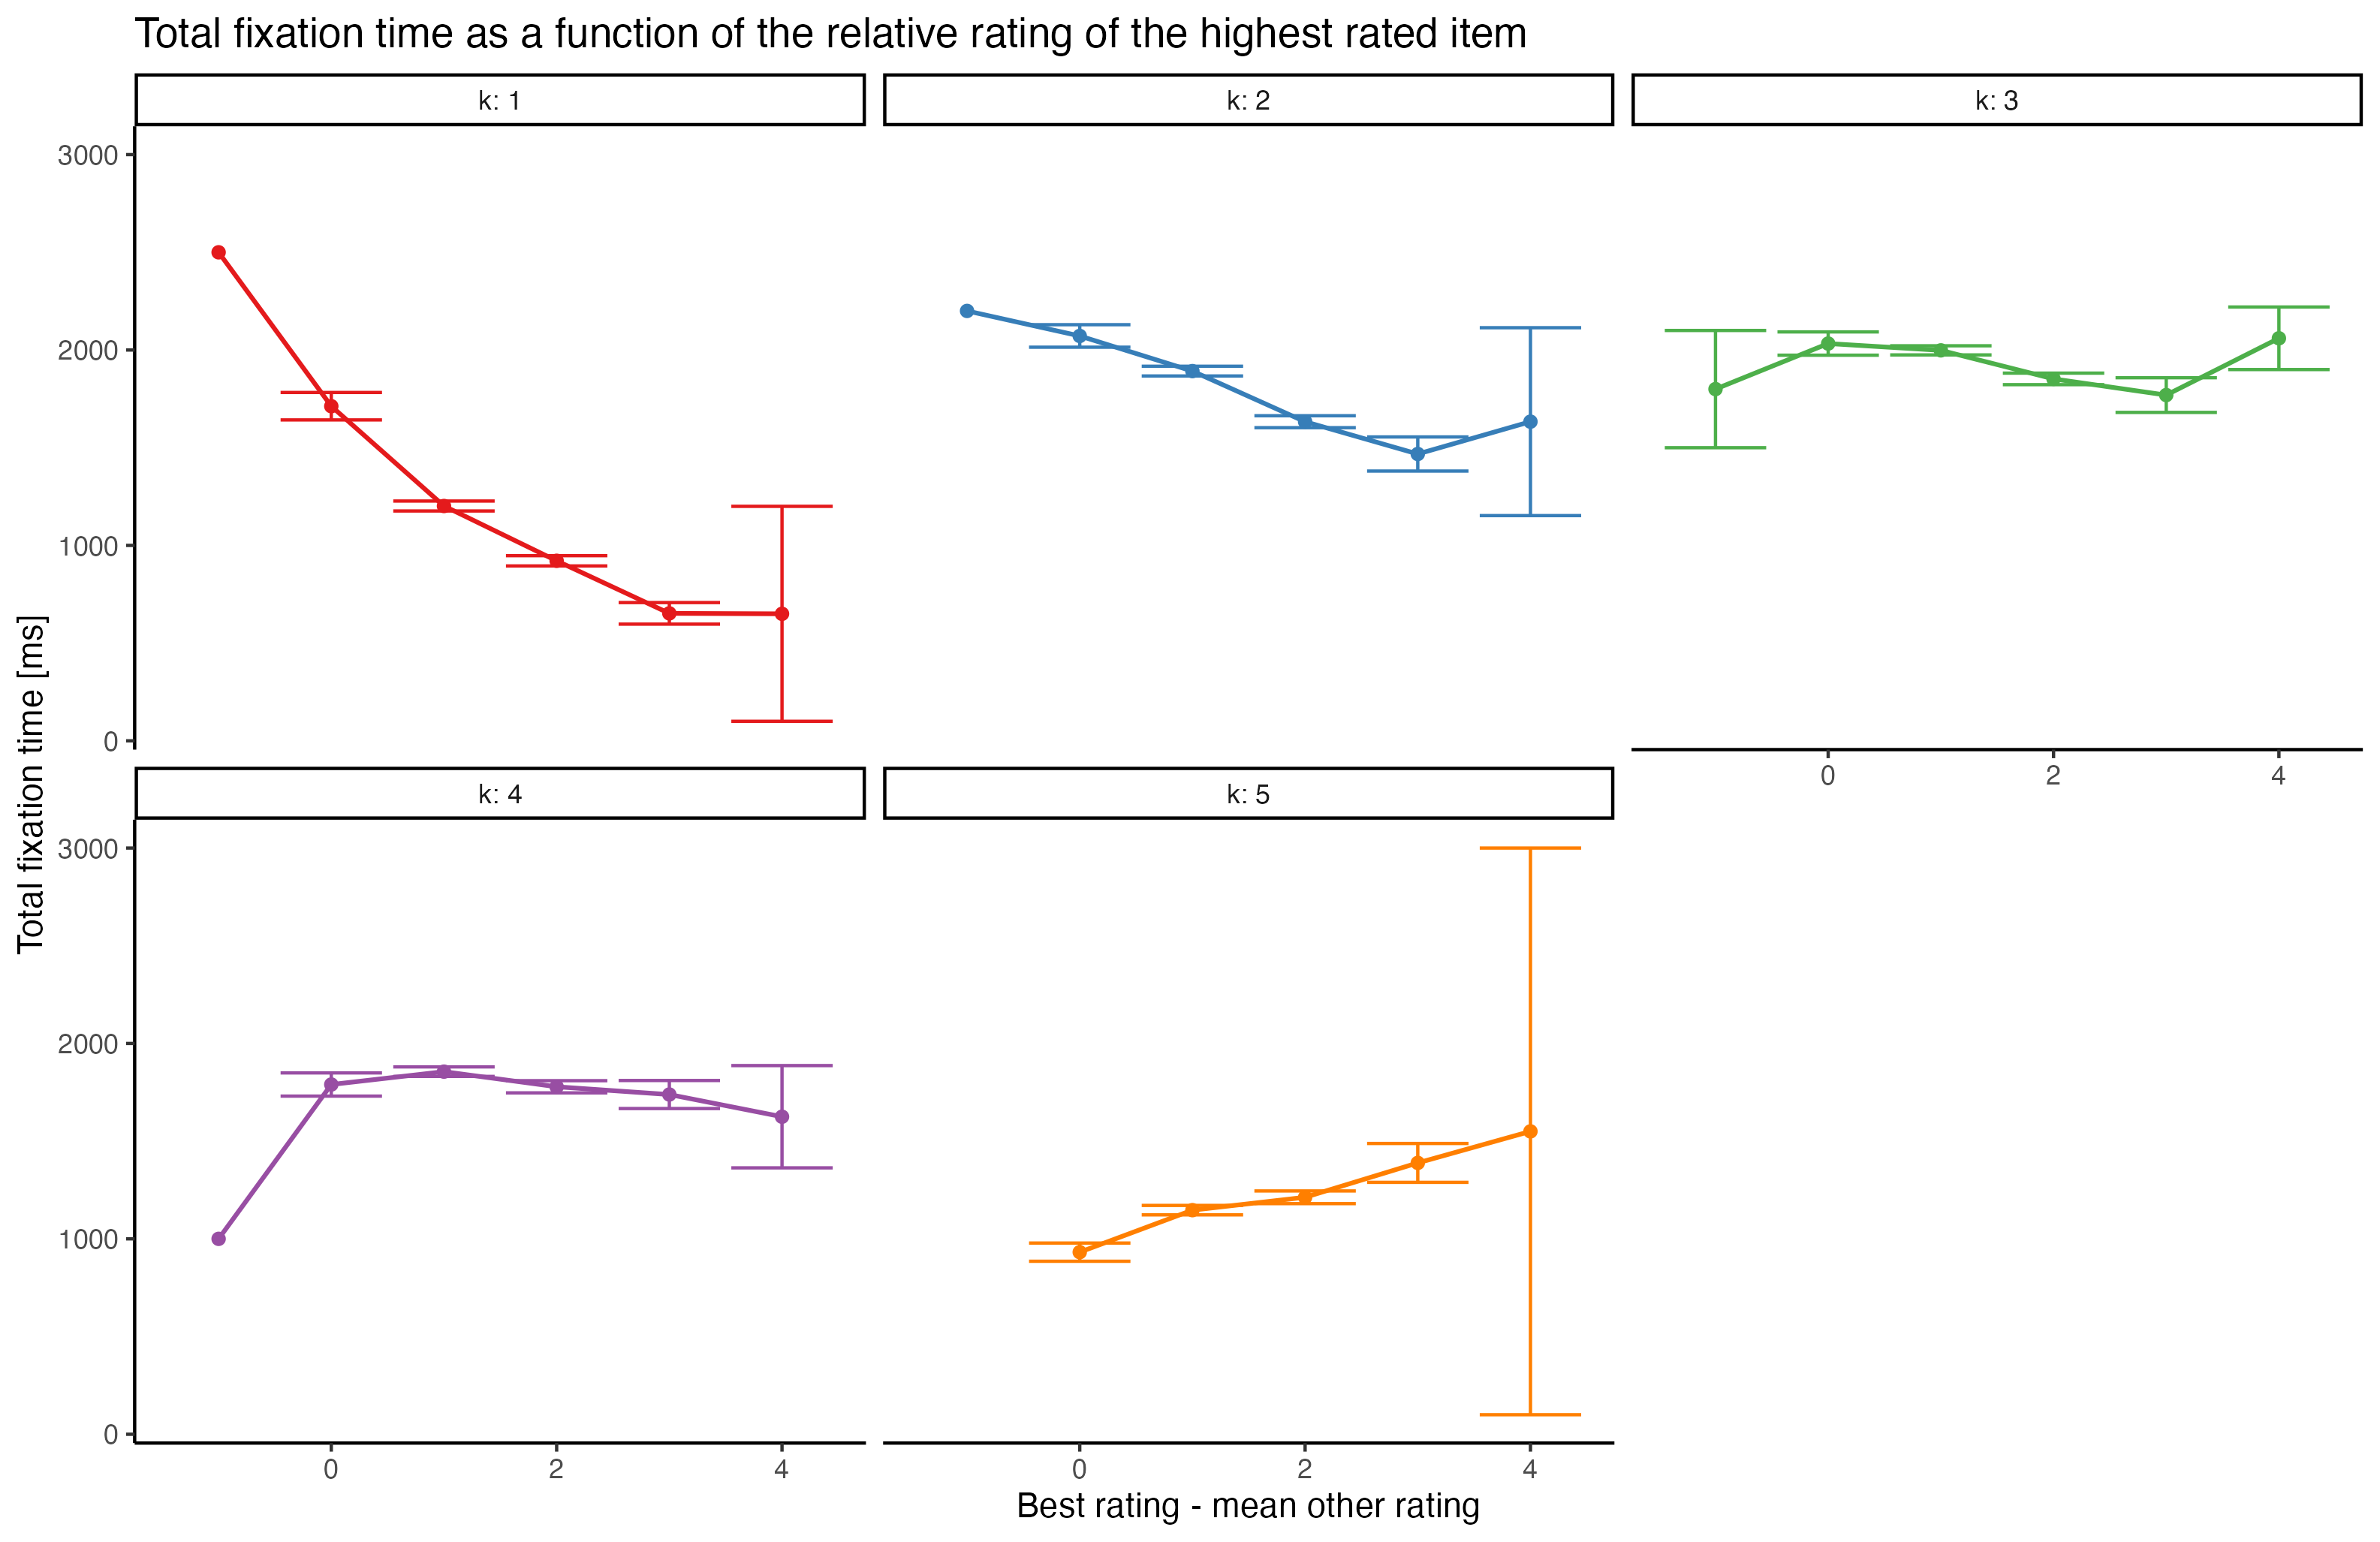 Total fixation time as a function of the relative rating of the highest rated item
k: 1
k: 2
k: 3
3000
2000
1000
0
0
2
4
k: 4
k: 5
3000
2000
1000
0
0
2
4
0
2
4
Total fixation time [ms]
Best rating - mean other rating